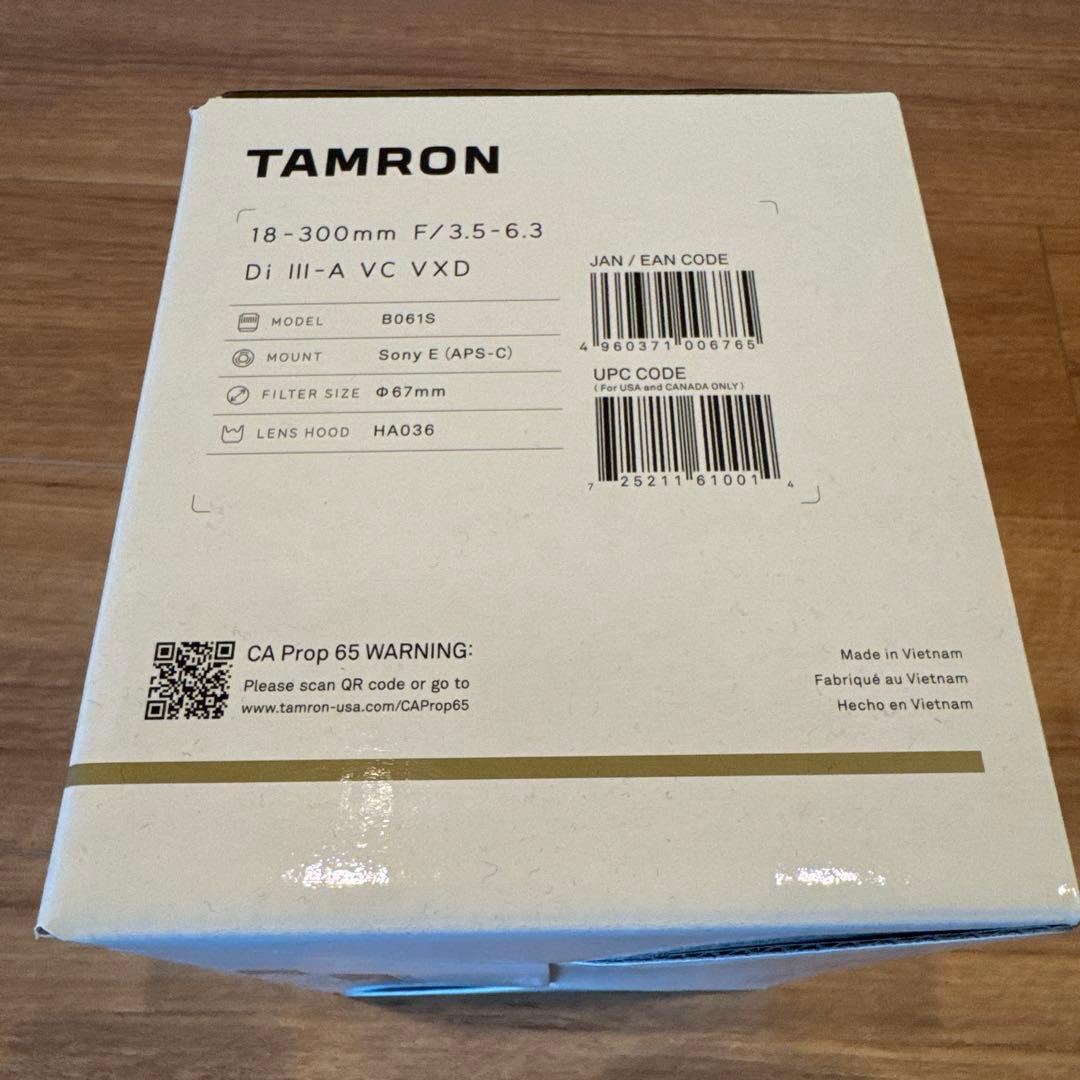 TAMRON
18-300mm F/3.5-6.3
Di III-A VC VXD
MODEL B061S
MOUNT Sony E (APS-C)
FILTER SIZE Φ67mm
LENS HOOD HA036
JAN / EAN CODE
4 960371 006765
UPC CODE
(For USA and CANADA ONLY)
7 25211 61001 4
CA Prop 65 WARNING:
Please scan QR code or go to
www.tamron-usa.com/CAProp65
Made in Vietnam
Fabriqué au Vietnam
Hecho en Vietnam